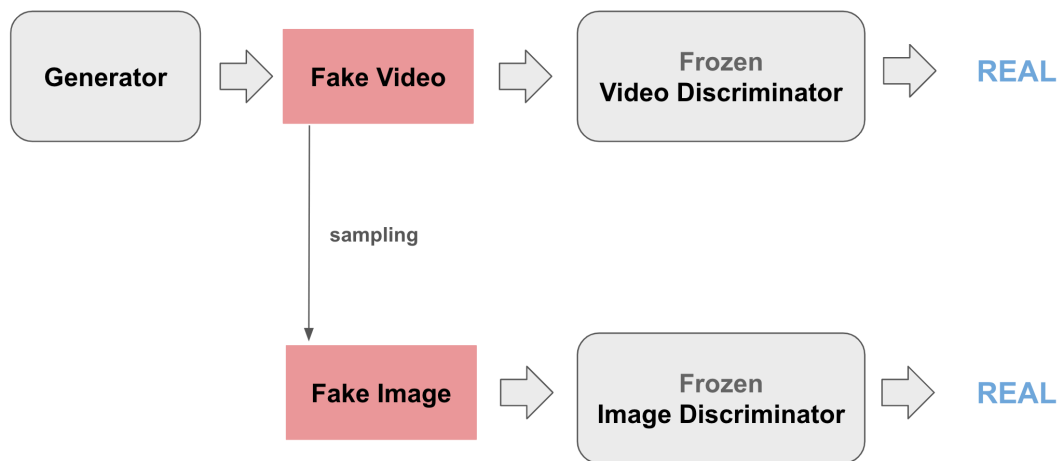 Generator
Fake Video
Frozen
Video Discriminator
REAL
sampling
Fake Image
Frozen
Image Discriminator
REAL